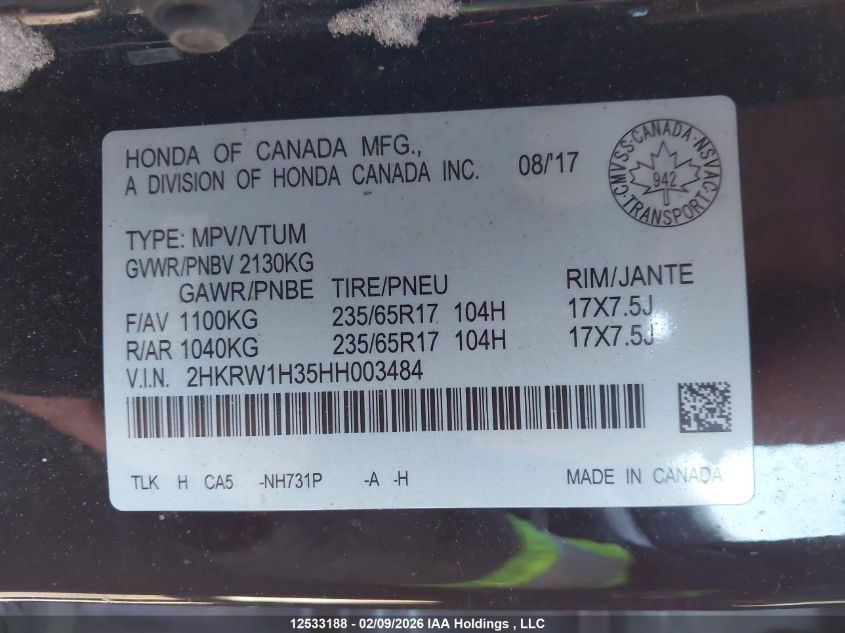 HONDA OF CANADA MFG.,
A DIVISION OF HONDA CANADA INC. 08/'17
CMVSS · CANADA · NSVAC · TRANSPORT
942
TYPE: MPV/VTUM
GVWR/PNBV 2130KG
GAWR/PNBE TIRE/PNEU RIM/JANTE
F/AV 1100KG 235/65R17 104H 17X7.5J
R/AR 1040KG 235/65R17 104H 17X7.5J
V.I.N. 2HKRW1H35HH003484
TLK H CA5 -NH731P -A -H MADE IN CANADA
12533188 - 02/09/2026 IAA Holdings , LLC